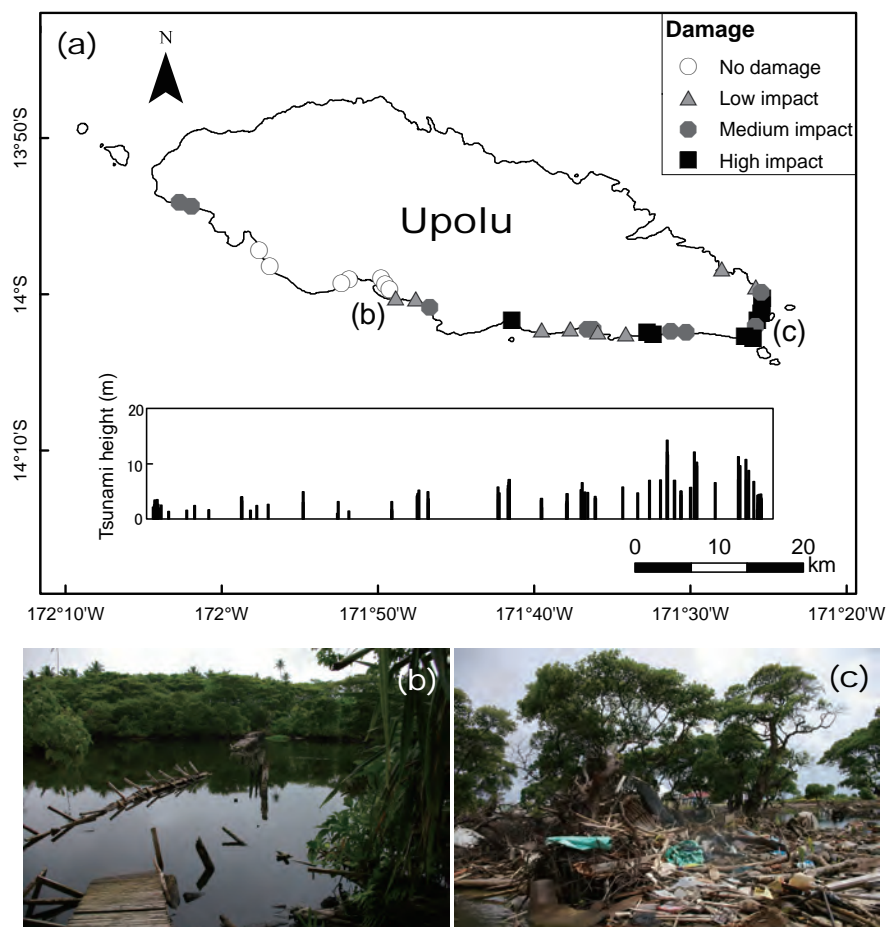 (a)
N
Damage
No damage
Low impact
Medium impact
High impact
13°50'S
14°S
14°10'S
Upolu
(b)
(c)
Tsunami height (m)
20
10
0
0 10 20
km
172°10'W 172°W 171°50'W 171°40'W 171°30'W 171°20'W
(b)
(c)